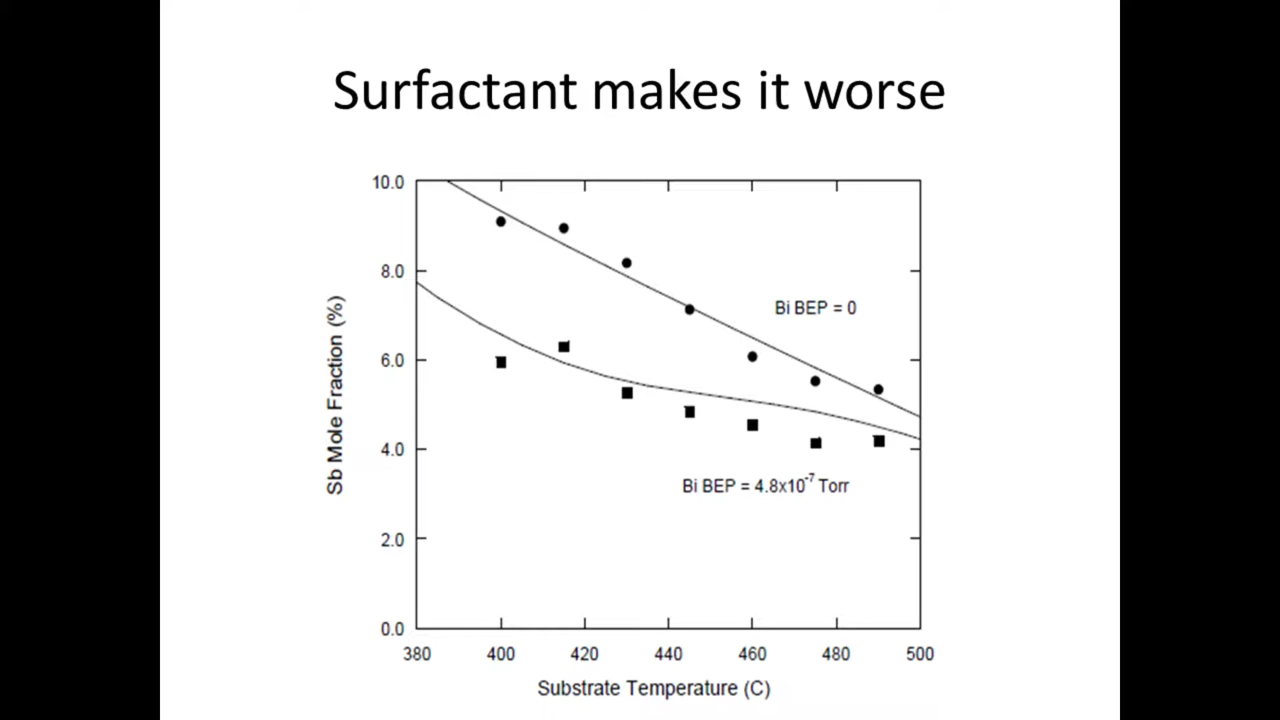 Surfactant makes it worse
10.0
8.0
6.0
4.0
2.0
0.0
Sb Mole Fraction (%)
Bi BEP = 0
Bi BEP = 4.8x10⁻⁷ Torr
380 400 420 440 460 480 500
Substrate Temperature (C)